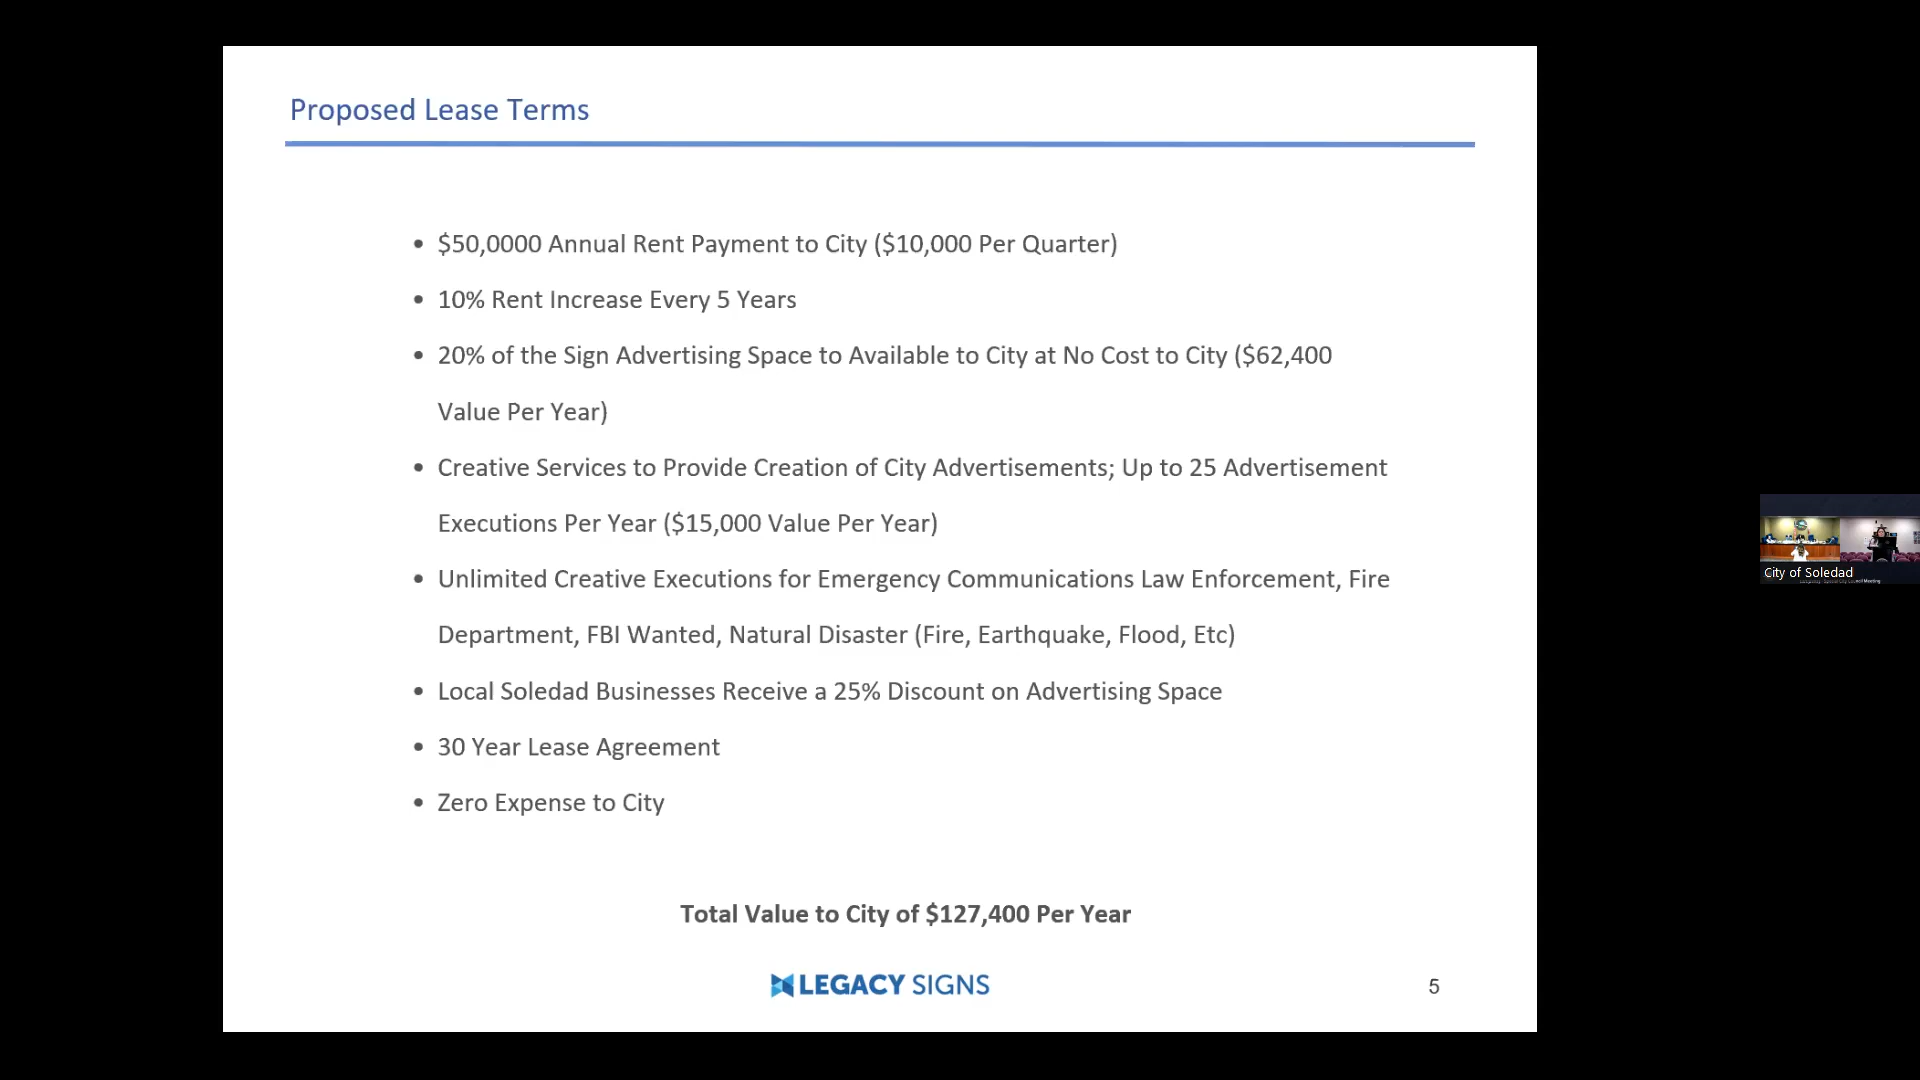 Proposed Lease Terms
• $50,0000 Annual Rent Payment to City ($10,000 Per Quarter)
• 10% Rent Increase Every 5 Years
• 20% of the Sign Advertising Space to Available to City at No Cost to City ($62,400
Value Per Year)
• Creative Services to Provide Creation of City Advertisements; Up to 25 Advertisement
Executions Per Year ($15,000 Value Per Year)
• Unlimited Creative Executions for Emergency Communications Law Enforcement, Fire
Department, FBI Wanted, Natural Disaster (Fire, Earthquake, Flood, Etc)
• Local Soledad Businesses Receive a 25% Discount on Advertising Space
• 30 Year Lease Agreement
• Zero Expense to City
Total Value to City of $127,400 Per Year
LEGACY SIGNS
5
City of Soledad